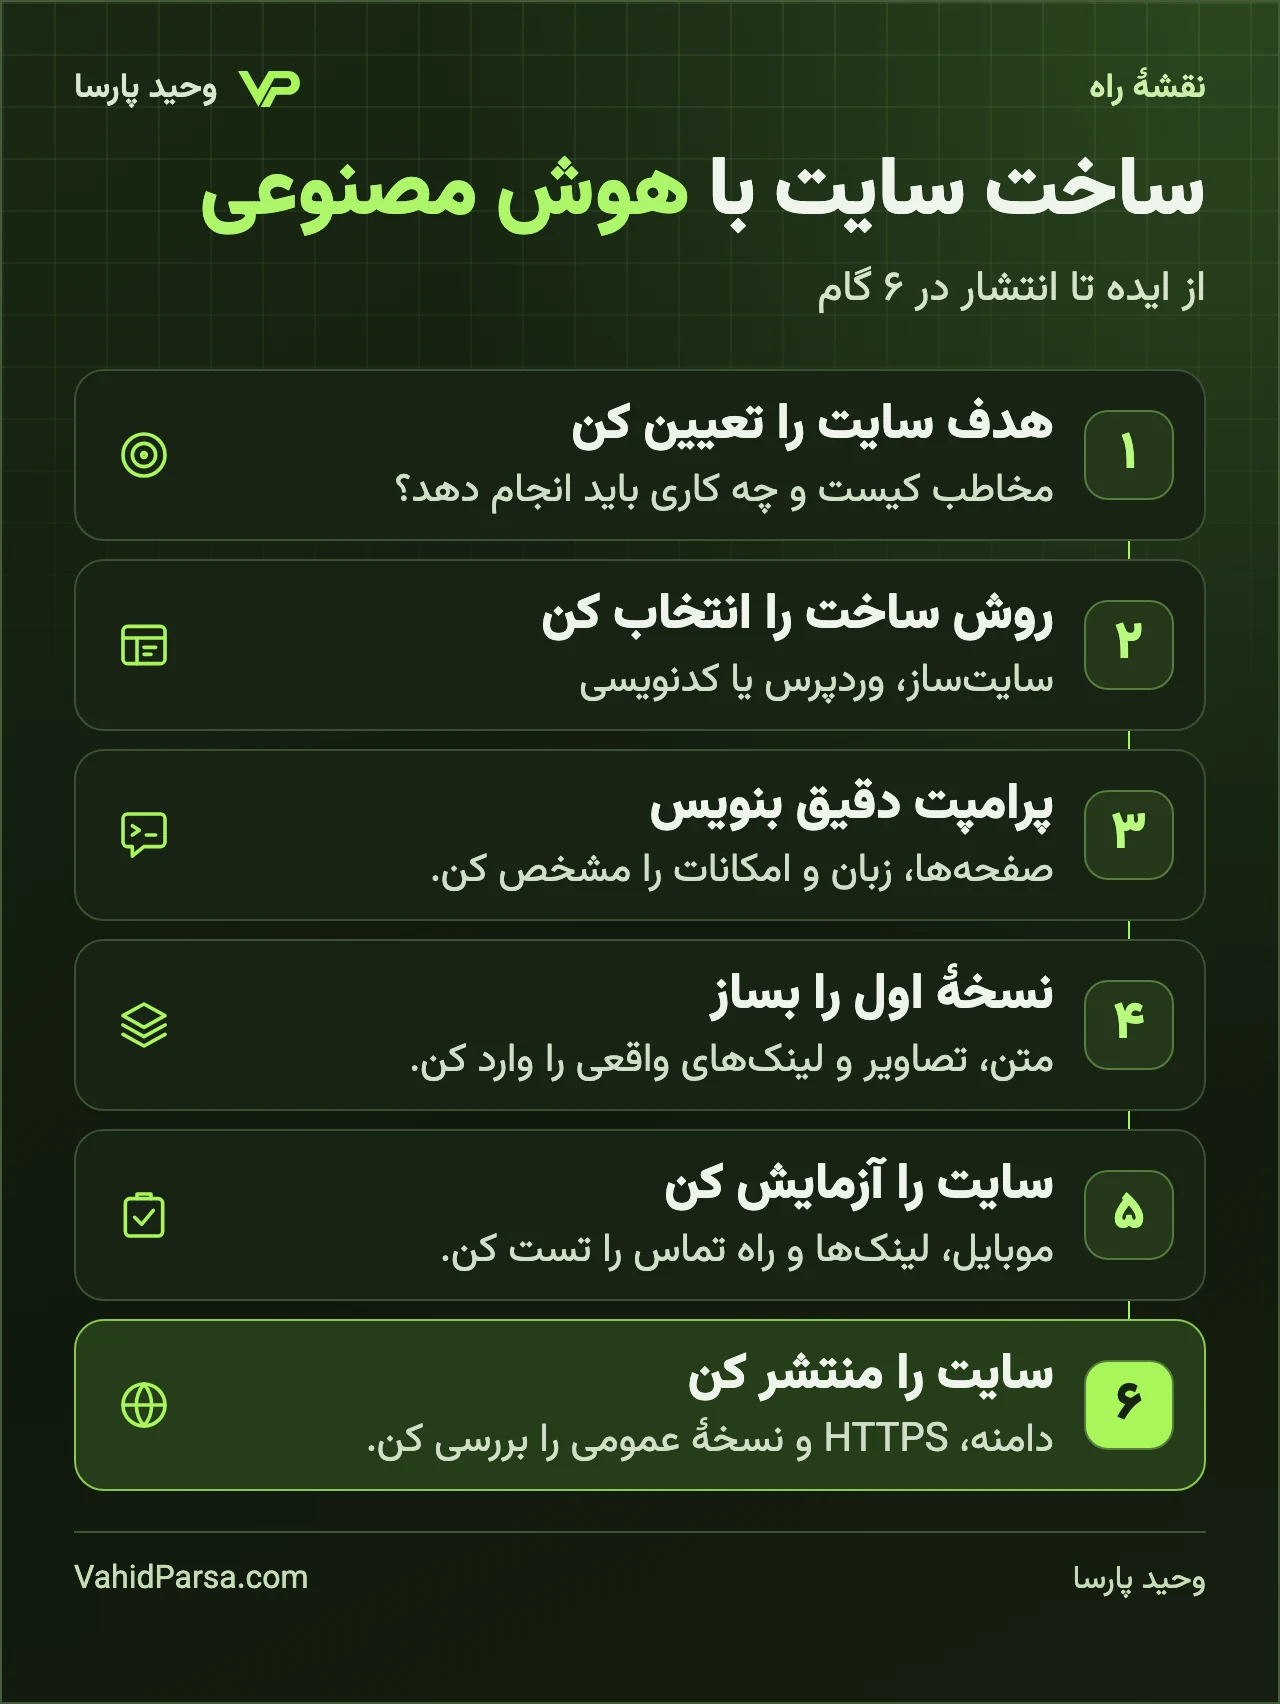 نقشهٔ راه
وحید پارسا VP
ساخت سایت با هوش مصنوعی
از ایده تا انتشار در ۶ گام
۱
هدف سایت را تعیین کن
مخاطب کیست و چه کاری باید انجام دهد؟
۲
روش ساخت را انتخاب کن
سایت‌ساز، وردپرس یا کدنویسی
۳
پرامپت دقیق بنویس
صفحه‌ها، زبان و امکانات را مشخص کن.
۴
نسخهٔ اول را بساز
متن، تصاویر و لینک‌های واقعی را وارد کن.
۵
سایت را آزمایش کن
موبایل، لینک‌ها و راه تماس را تست کن.
۶
سایت را منتشر کن
دامنه، HTTPS و نسخهٔ عمومی را بررسی کن.
وحید پارسا
VahidParsa.com